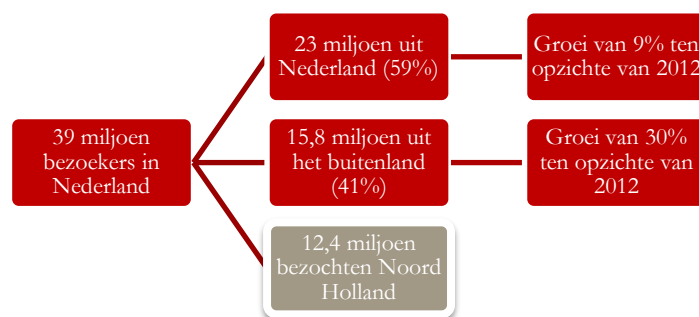 39 miljoen
bezoekers in
Nederland
23 miljoen uit
Nederland (59%)
Groei van 9% ten
opzichte van 2012
15,8 miljoen uit
het buitenland
(41%)
Groei van 30%
ten opzichte van
2012
12,4 miljoen
bezochten Noord
Holland